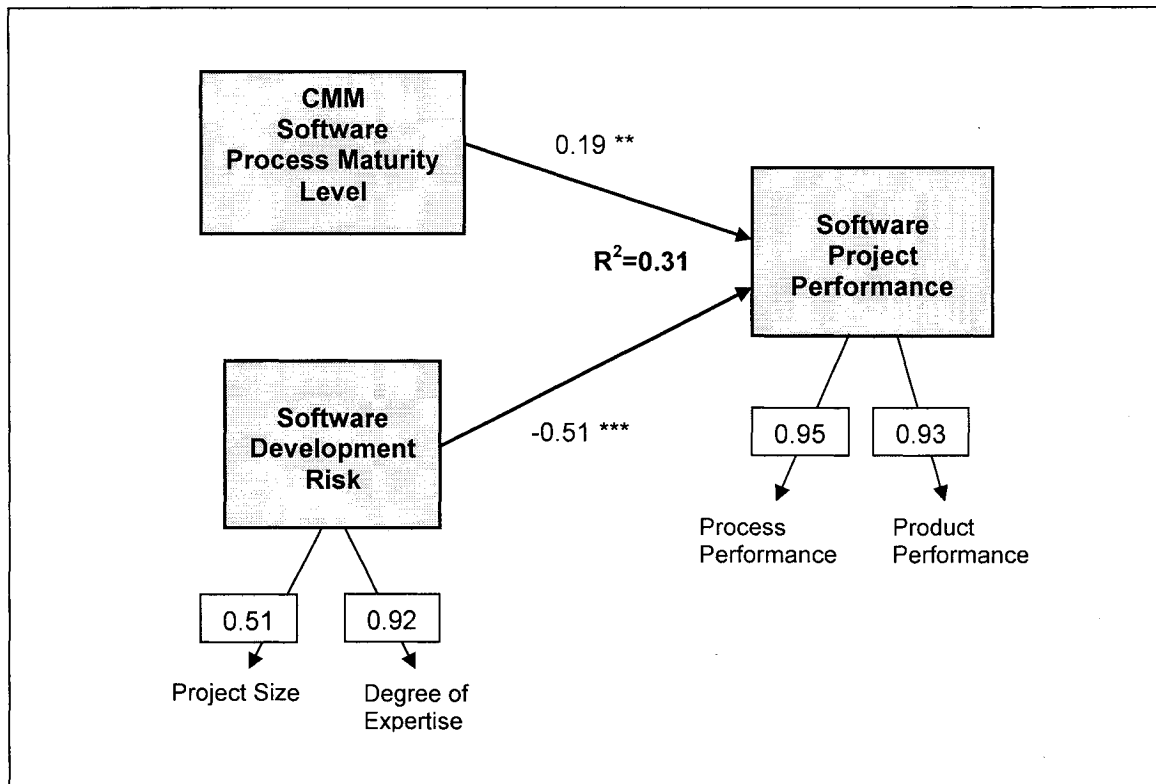 CMM
Software
Process Maturity
Level
0.19 **
Software
Project
Performance
R²=0.31
Software
Development
Risk
-0.51 ***
0.95
0.93
Process
Performance
Product
Performance
0.51
0.92
Project Size
Degree of
Expertise